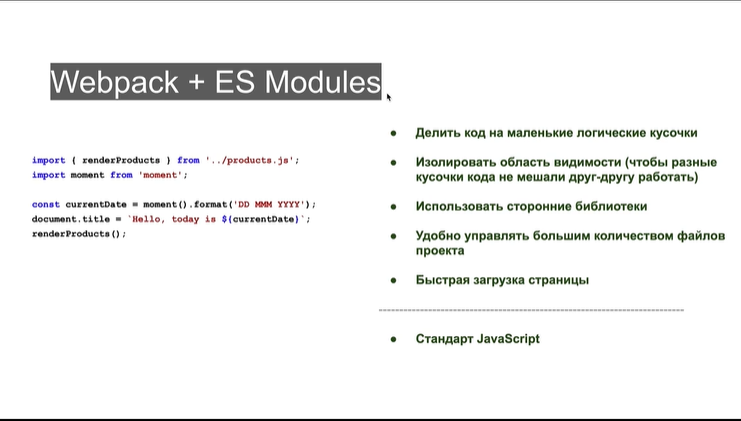 Webpack + ES Modules
import { renderProducts } from '../products.js';
import moment from 'moment';
const currentDate = moment().format('DD MMM YYYY');
document.title = `Hello, today is ${currentDate}`;
renderProducts();
● Делить код на маленькие логические кусочки
● Изолировать область видимости (чтобы разные
кусочки кода не мешали друг-другу работать)
● Использовать сторонние библиотеки
● Удобно управлять большим количеством файлов
проекта
● Быстрая загрузка страницы
● Стандарт JavaScript